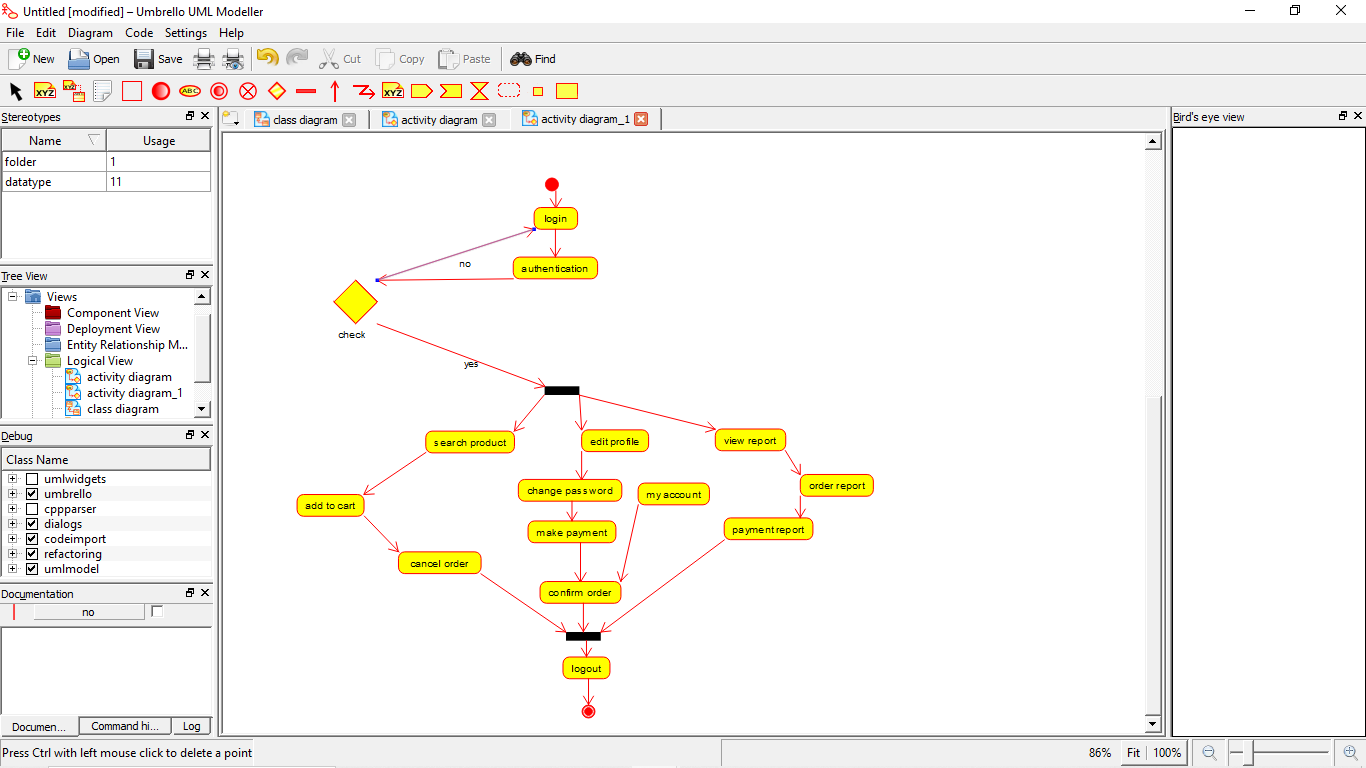 Untitled [modified] – Umbrello UML Modeller
File Edit Diagram Code Settings Help
New Open Save Cut Copy Paste Find
XYZ XYZ ABC XYZ
Stereotypes
Name Usage
folder 1
datatype 11
Tree View
Views
Component View
Deployment View
Entity Relationship M...
Logical View
activity diagram
activity diagram_1
class diagram
Debug
Class Name
umlwidgets
umbrello
cppparser
dialogs
codeimport
refactoring
umlmodel
Documentation
no
Documen... Command hi... Log
class diagram activity diagram activity diagram_1
login
no
authentication
check
yes
search product edit profile view report
change password my account order report
add to cart
make payment payment report
cancel order
confirm order
logout
Bird's eye view
Press Ctrl with left mouse click to delete a point
86% Fit 100%